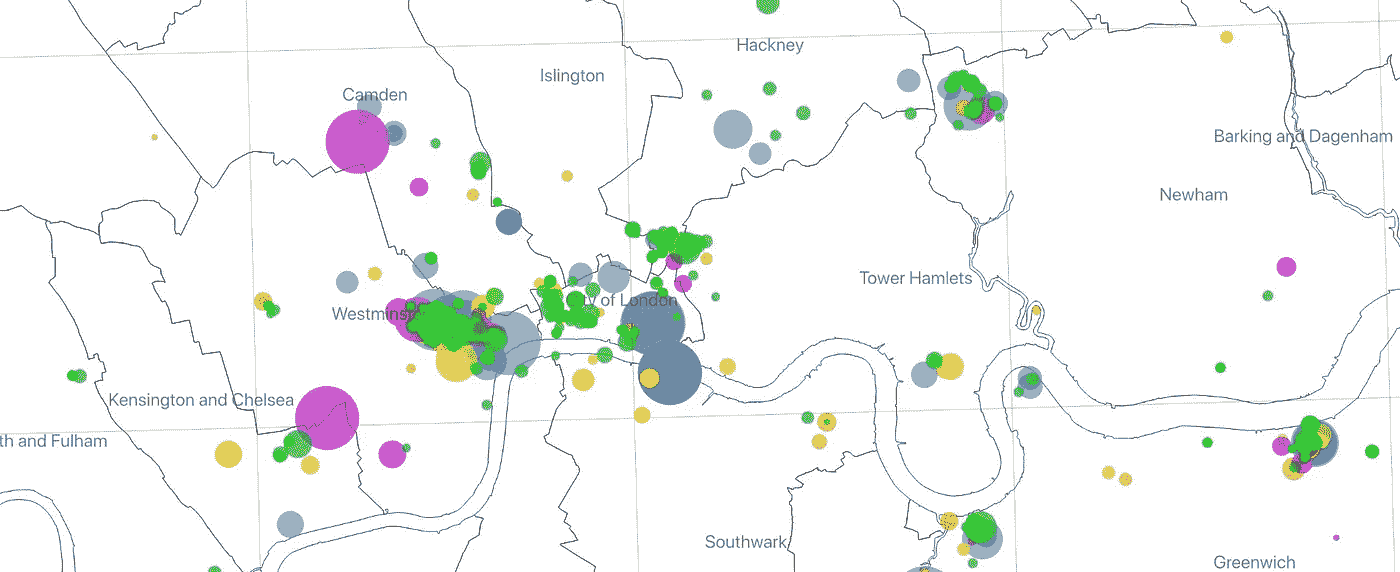 Hackney
Islington
Camden
Barking and Dagenham
Newham
Tower Hamlets
City of London
Westminster
Kensington and Chelsea
th and Fulham
Southwark
Greenwich